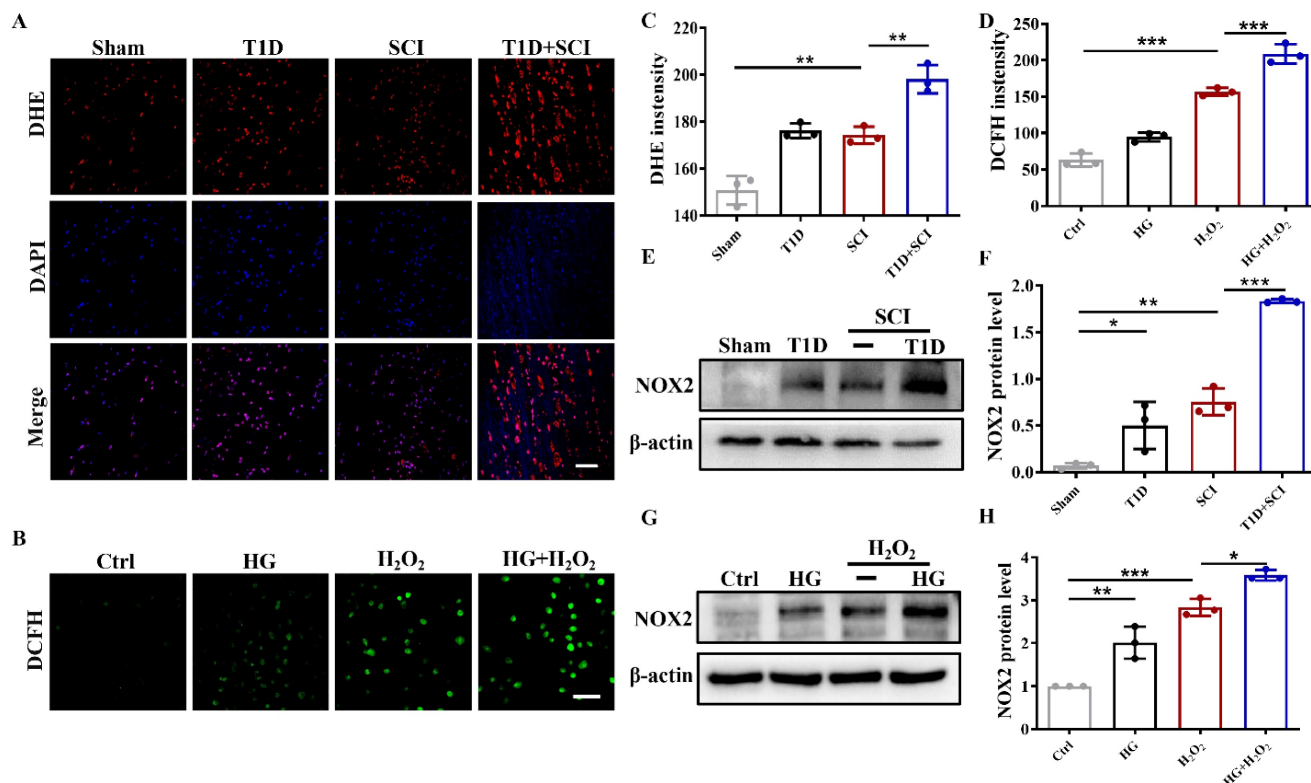 A
Sham T1D SCI T1D+SCI
DHE
DAPI
Merge
B
Ctrl HG H₂O₂ HG+H₂O₂
DCFH
C
DHE instensity
200
180
160
140
** **
Sham T1D SCI T1D+SCI
D
DCFH instensity
250
200
150
100
50
0
*** ***
Ctrl HG H₂O₂ HG+H₂O₂
E
SCI
Sham T1D – T1D
NOX2
β-actin
F
NOX2 protein level
2.0
1.5
1.0
0.5
0.0
* ** ***
Sham T1D SCI T1D+SCI
G
H₂O₂
Ctrl HG – HG
NOX2
β-actin
H
NOX2 protein level
4
3
2
1
0
** *** *
Ctrl HG H₂O₂ HG+H₂O₂